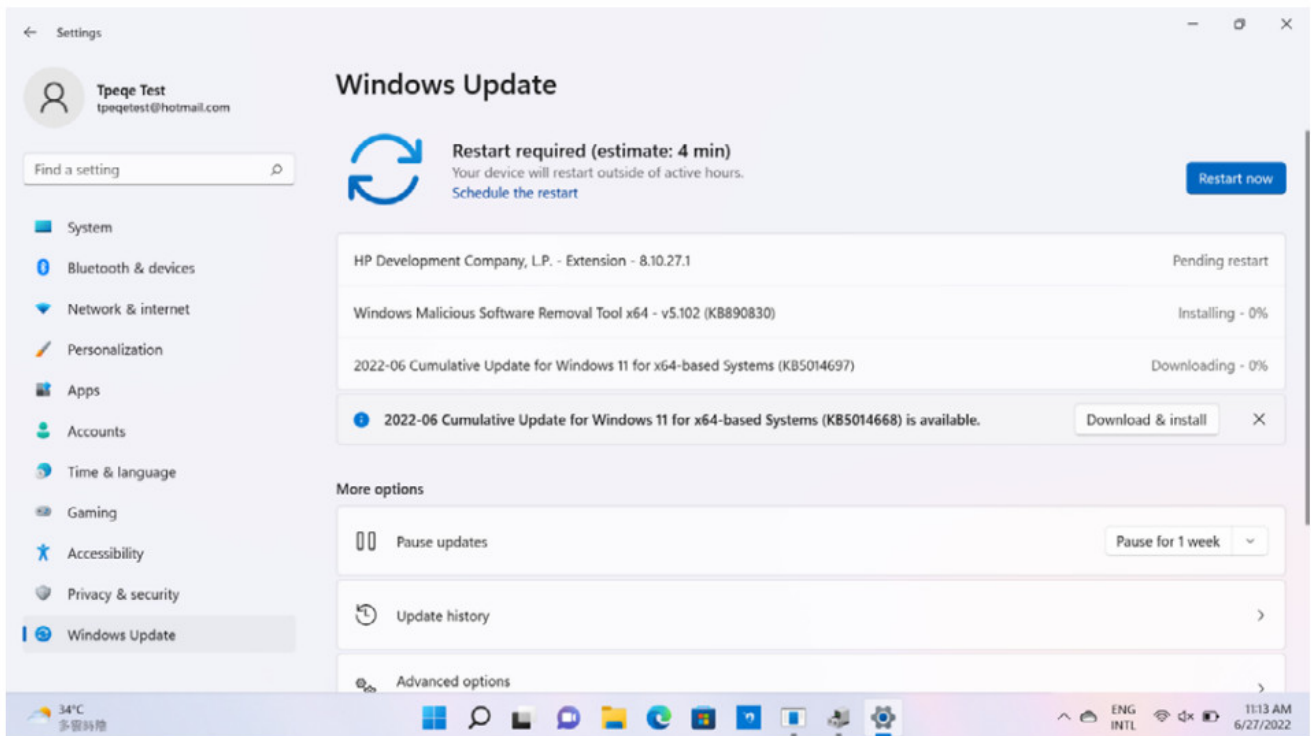 Settings
Tpeqe Test
tpeqetest@hotmail.com
Find a setting
System
Bluetooth & devices
Network & internet
Personalization
Apps
Accounts
Time & language
Gaming
Accessibility
Privacy & security
Windows Update
Windows Update
Restart required (estimate: 4 min)
Your device will restart outside of active hours.
Schedule the restart
Restart now
HP Development Company, L.P. - Extension - 8.10.27.1 Pending restart
Windows Malicious Software Removal Tool x64 - v5.102 (KB890830) Installing - 0%
2022-06 Cumulative Update for Windows 11 for x64-based Systems (KB5014697) Downloading - 0%
2022-06 Cumulative Update for Windows 11 for x64-based Systems (KB5014668) is available. Download & install
More options
Pause updates Pause for 1 week
Update history
Advanced options
34°C
多雲時陰
ENG
INTL
11:13 AM
6/27/2022